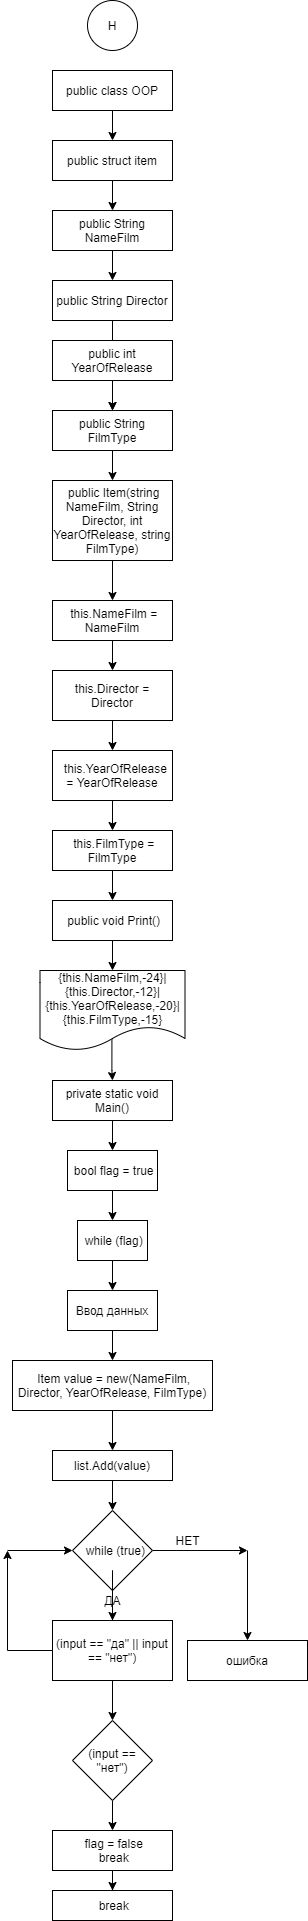 Н
public class OOP
public struct item
public String
NameFilm
public String Director
public int
YearOfRelease
public String
FilmType
public Item(string
NameFilm, String
Director, int
YearOfRelease, string
FilmType)
this.NameFilm =
NameFilm
this.Director =
Director
this.YearOfRelease
= YearOfRelease
this.FilmType =
FilmType
public void Print()
{this.NameFilm,-24}|
{this.Director,-12}|
{this.YearOfRelease,-20}|
{this.FilmType,-15}
private static void
Main()
bool flag = true
while (flag)
Ввод данных
Item value = new(NameFilm,
Director, YearOfRelease, FilmType)
list.Add(value)
while (true)
НЕТ
ДА
(input == "да" || input
== "нет")
ошибка
(input ==
"нет")
flag = false
break
break